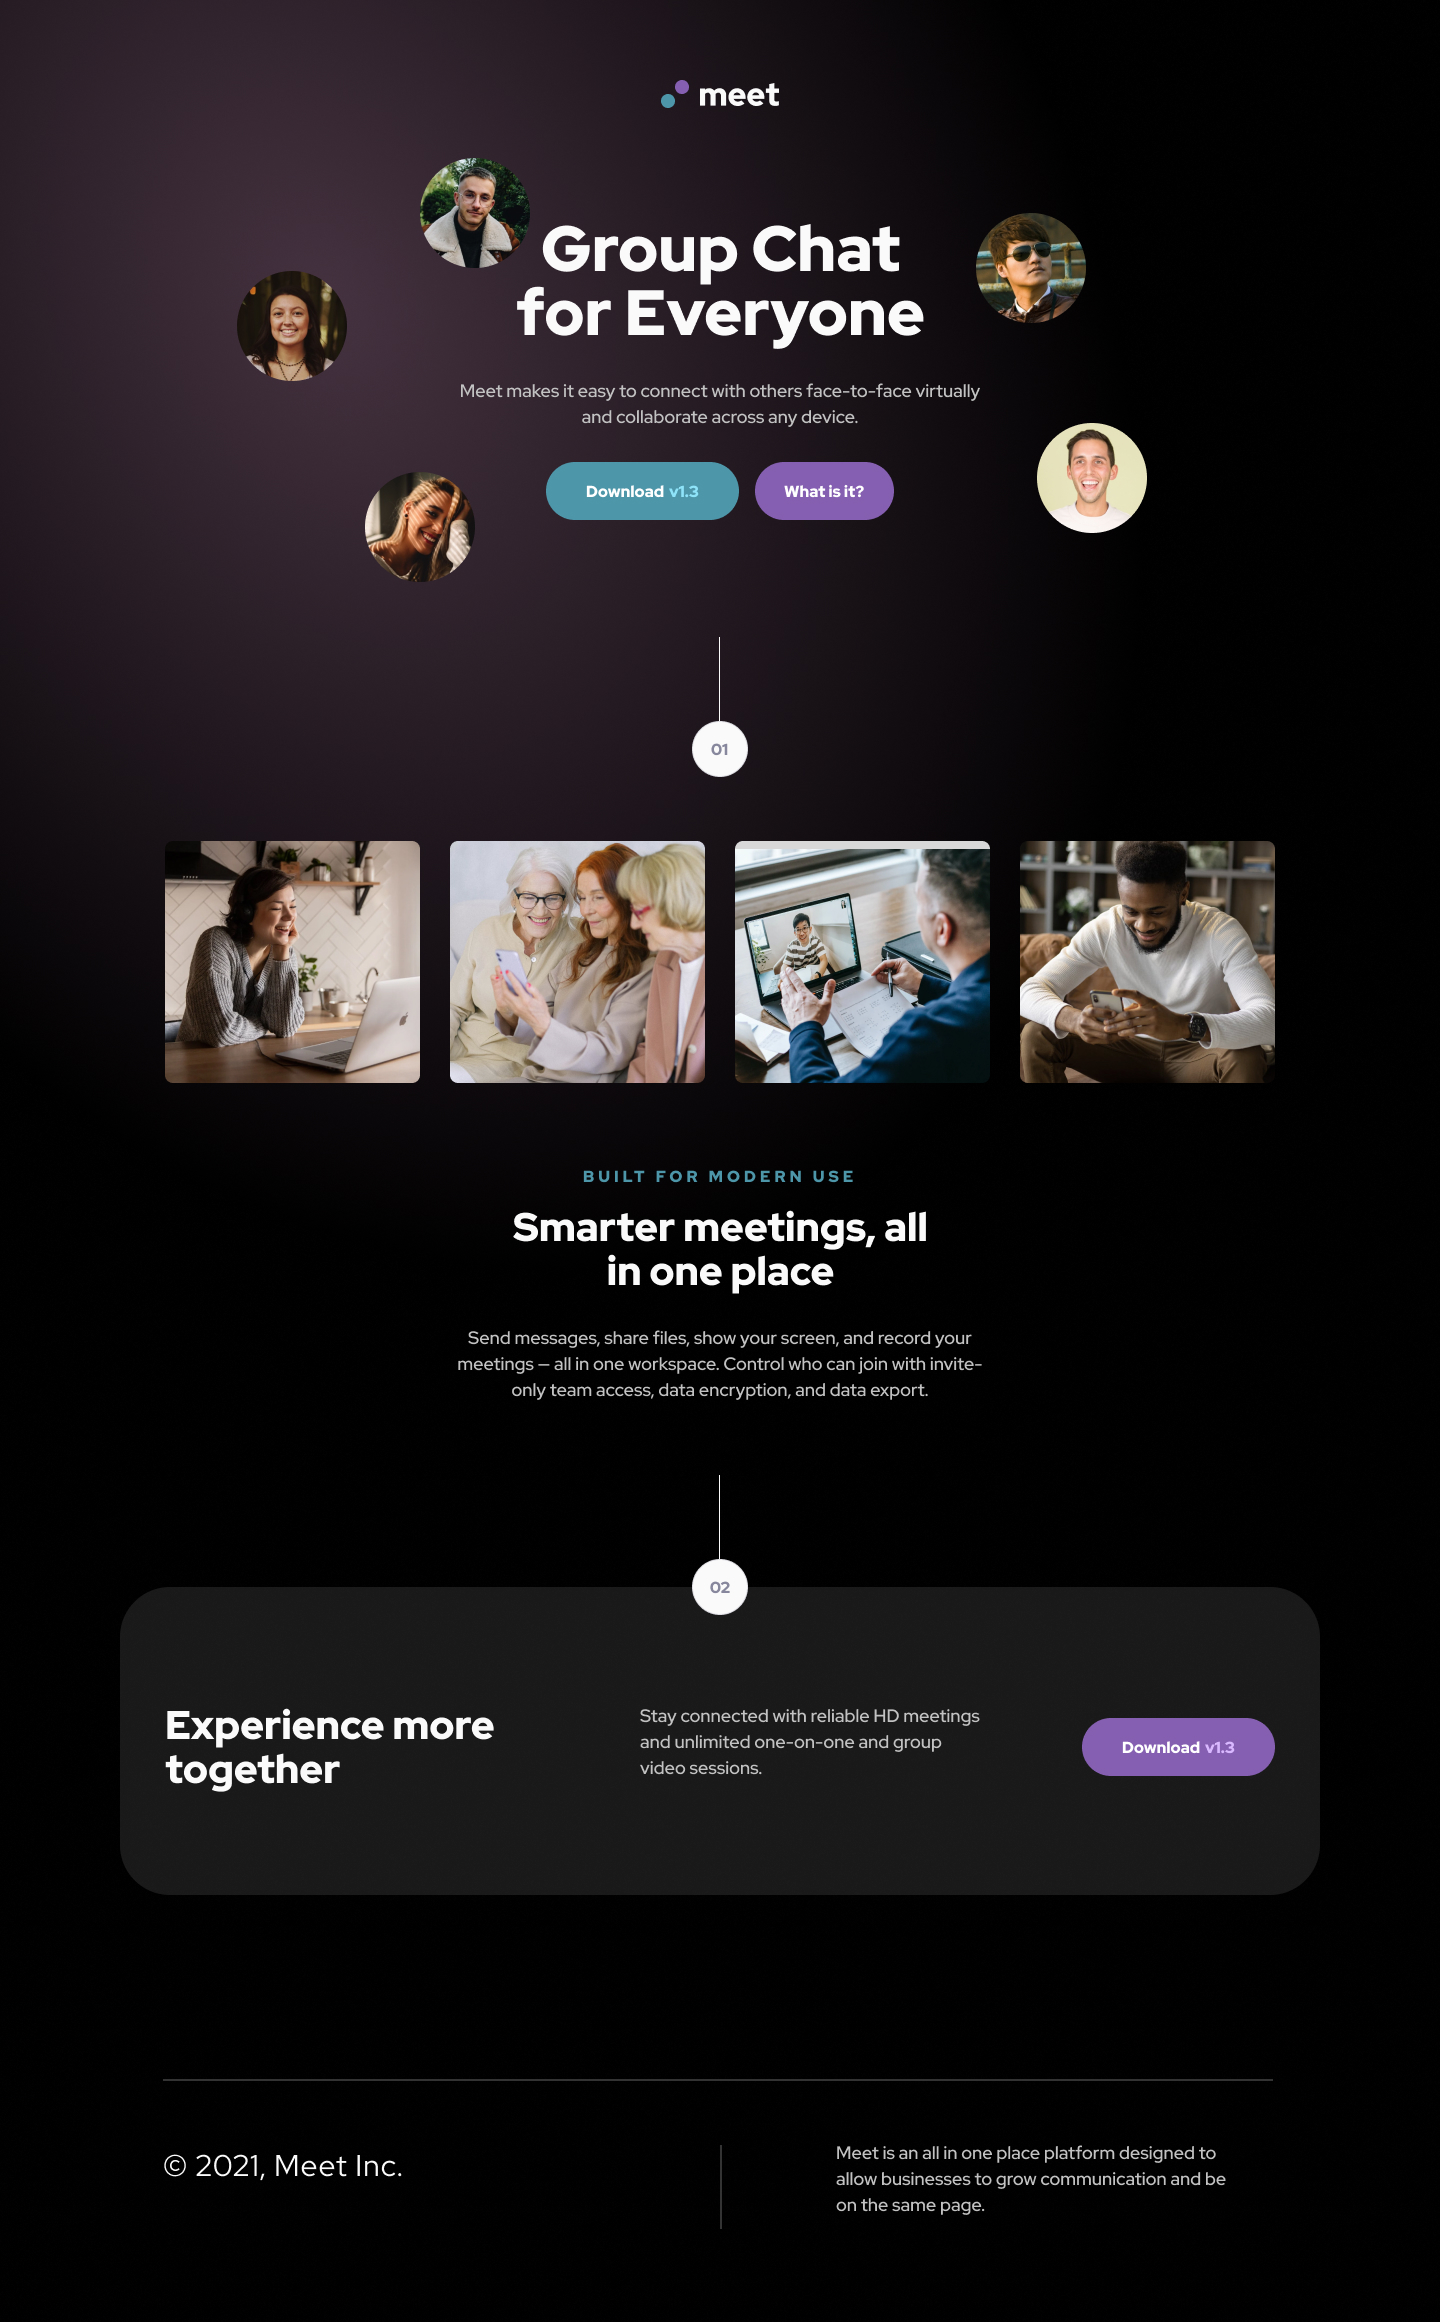 meet
Group Chat
for Everyone
Meet makes it easy to connect with others face-to-face virtually
and collaborate across any device.
Download v1.3
What is it?
01
BUILT FOR MODERN USE
Smarter meetings, all
in one place
Send messages, share files, show your screen, and record your
meetings — all in one workspace. Control who can join with invite-
only team access, data encryption, and data export.
02
Experience more
together
Stay connected with reliable HD meetings
and unlimited one-on-one and group
video sessions.
Download v1.3
© 2021, Meet Inc.
Meet is an all in one place platform designed to
allow businesses to grow communication and be
on the same page.